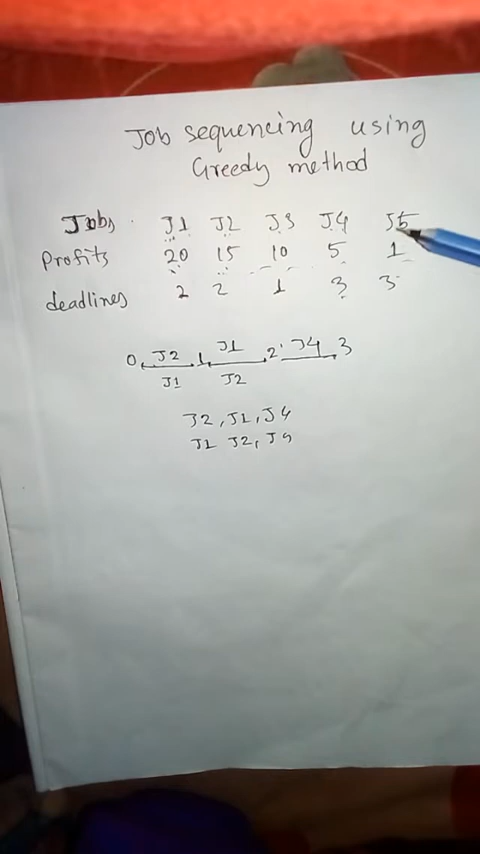 Job sequencing using
Greedy method
Jobs J1 J2 J3 J4 J5
Profits 20 15 10 5 1
deadlines 2 2 1 3 3
0 J2 1 J1 2 J4 3
J1 J2
J2, J1, J4
J1 J2, J4